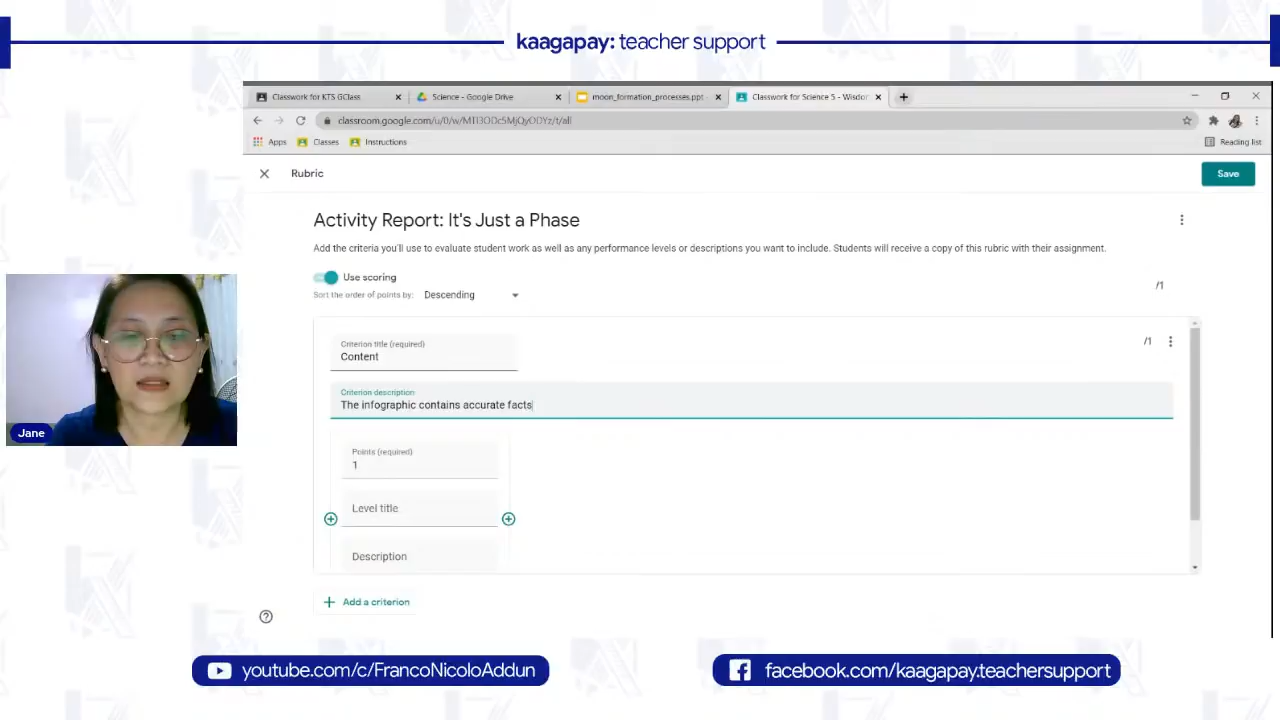 kaagapay: teacher support
Classwork for KTS GClass
Science - Google Drive
moon_formation_processes.ppt -
Classwork for Science 5 - Wisdon
Apps
Classes
Instructions
Reading list
Rubric
Save
Activity Report: It's Just a Phase
Add the criteria you'll use to evaluate student work as well as any performance levels or descriptions you want to include. Students will receive a copy of this rubric with their assignment.
Use scoring
/1
Sort the order of points by: Descending
Criterion title (required)
/1
Content
Criterion description
The infographic contains accurate facts
Points (required)
1
Level title
Description
Add a criterion
Jane
youtube.com/c/FrancoNicoloAddun
facebook.com/kaagapay.teachersupport